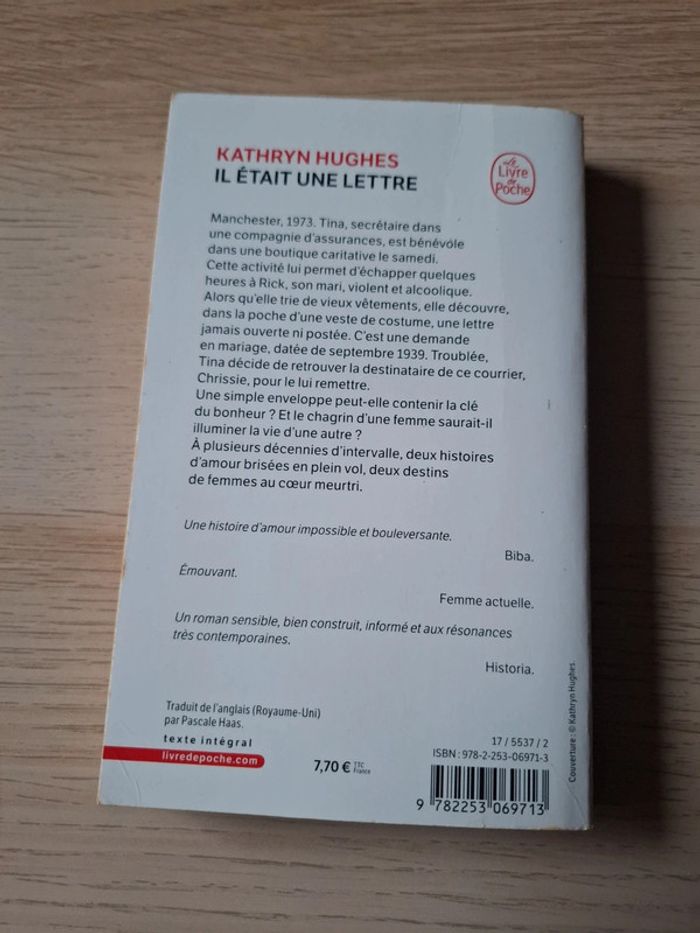 KATHRYN HUGHES
IL ÉTAIT UNE LETTRE
Le
Livre
de
Poche
Manchester, 1973. Tina, secrétaire dans
une compagnie d'assurances, est bénévole
dans une boutique caritative le samedi.
Cette activité lui permet d'échapper quelques
heures à Rick, son mari, violent et alcoolique.
Alors qu'elle trie de vieux vêtements, elle découvre,
dans la poche d'une veste de costume, une lettre
jamais ouverte ni postée. C'est une demande
en mariage, datée de septembre 1939. Troublée,
Tina décide de retrouver la destinataire de ce courrier,
Chrissie, pour le lui remettre.
Une simple enveloppe peut-elle contenir la clé
du bonheur ? Et le chagrin d'une femme saurait-il
illuminer la vie d'une autre ?
À plusieurs décennies d'intervalle, deux histoires
d'amour brisées en plein vol, deux destins
de femmes au cœur meurtri.
Une histoire d'amour impossible et bouleversante.
Biba.
Émouvant.
Femme actuelle.
Un roman sensible, bien construit, informé et aux résonances
très contemporaines.
Historia.
Traduit de l'anglais (Royaume-Uni)
par Pascale Haas.
texte intégral
livredepoche.com
7,70 € TTC
France
17 / 5537 / 2
ISBN : 978-2-253-06971-3
9 782253 069713
Couverture : © Kathryn Hughes.